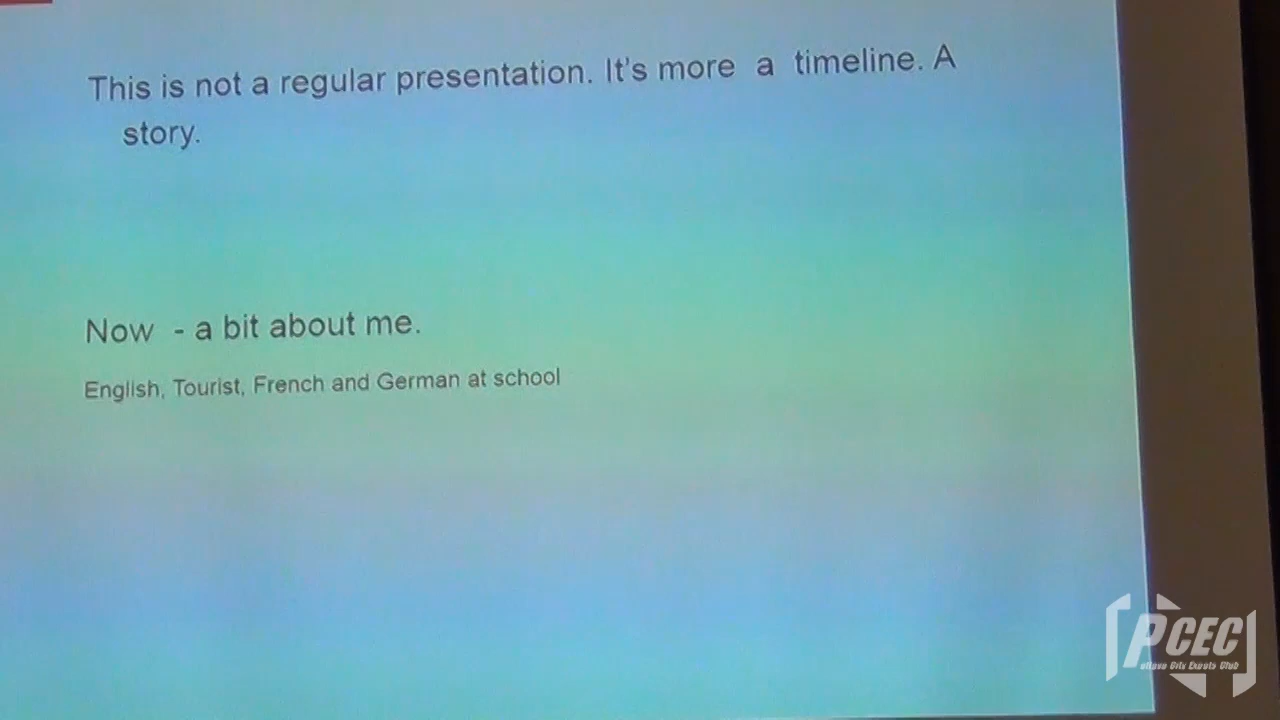 This is not a regular presentation. It's more a timeline. A
story.
Now - a bit about me.
English, Tourist, French and German at school
PCEC